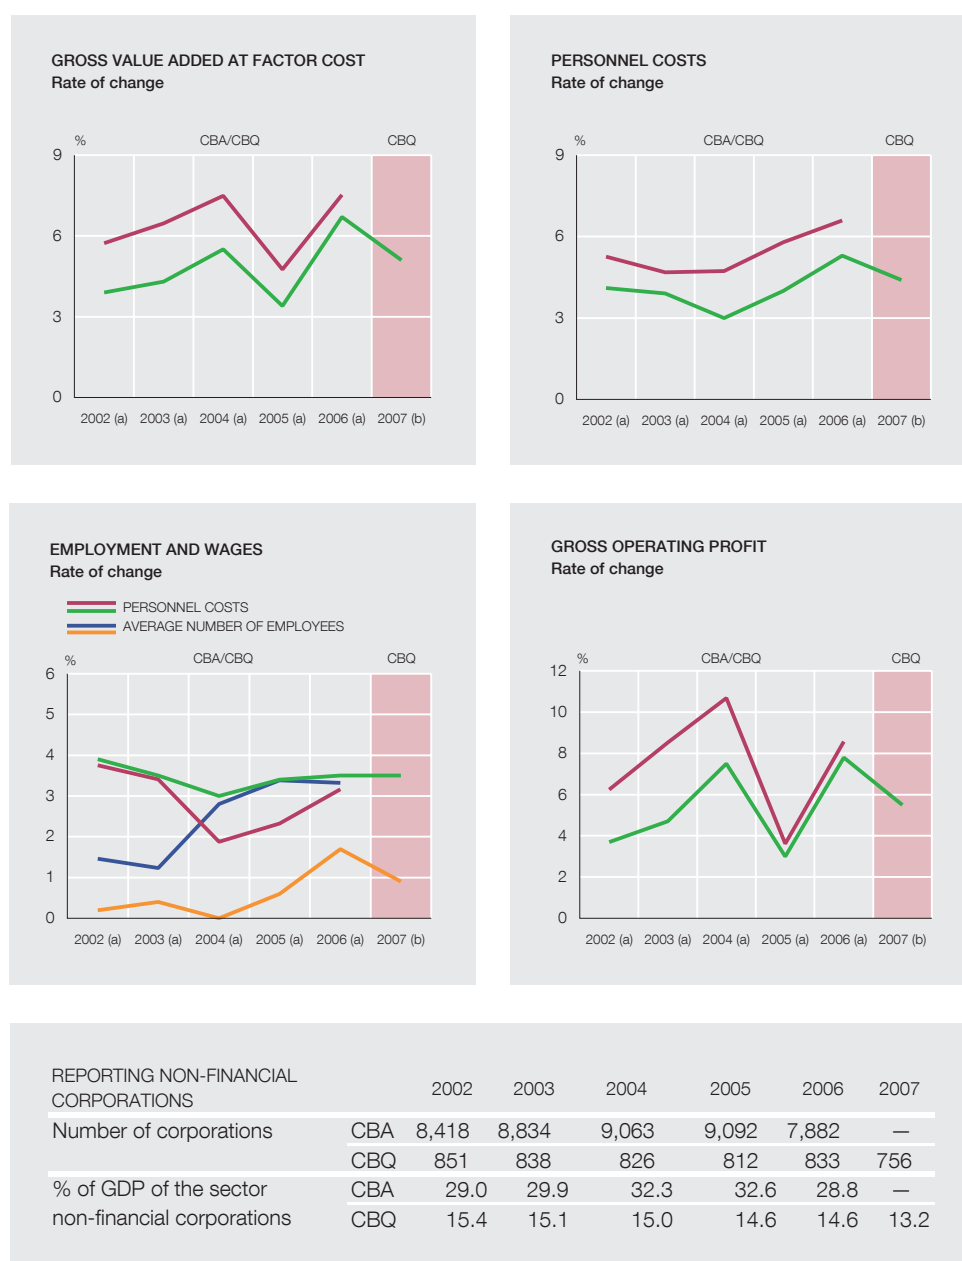 GROSS VALUE ADDED AT FACTOR COST
Rate of change
% CBA/CBQ CBQ
9
6
3
0
2002 (a) 2003 (a) 2004 (a) 2005 (a) 2006 (a) 2007 (b)
PERSONNEL COSTS
Rate of change
% CBA/CBQ CBQ
9
6
3
0
2002 (a) 2003 (a) 2004 (a) 2005 (a) 2006 (a) 2007 (b)
EMPLOYMENT AND WAGES
Rate of change
PERSONNEL COSTS
AVERAGE NUMBER OF EMPLOYEES
% CBA/CBQ CBQ
6
5
4
3
2
1
0
2002 (a) 2003 (a) 2004 (a) 2005 (a) 2006 (a) 2007 (b)
GROSS OPERATING PROFIT
Rate of change
% CBA/CBQ CBQ
12
10
8
6
4
2
0
2002 (a) 2003 (a) 2004 (a) 2005 (a) 2006 (a) 2007 (b)
REPORTING NON-FINANCIAL
CORPORATIONS
2002 2003 2004 2005 2006 2007
Number of corporations CBA 8,418 8,834 9,063 9,092 7,882 —
CBQ 851 838 826 812 833 756
% of GDP of the sector CBA 29.0 29.9 32.3 32.6 28.8 —
non-financial corporations CBQ 15.4 15.1 15.0 14.6 14.6 13.2